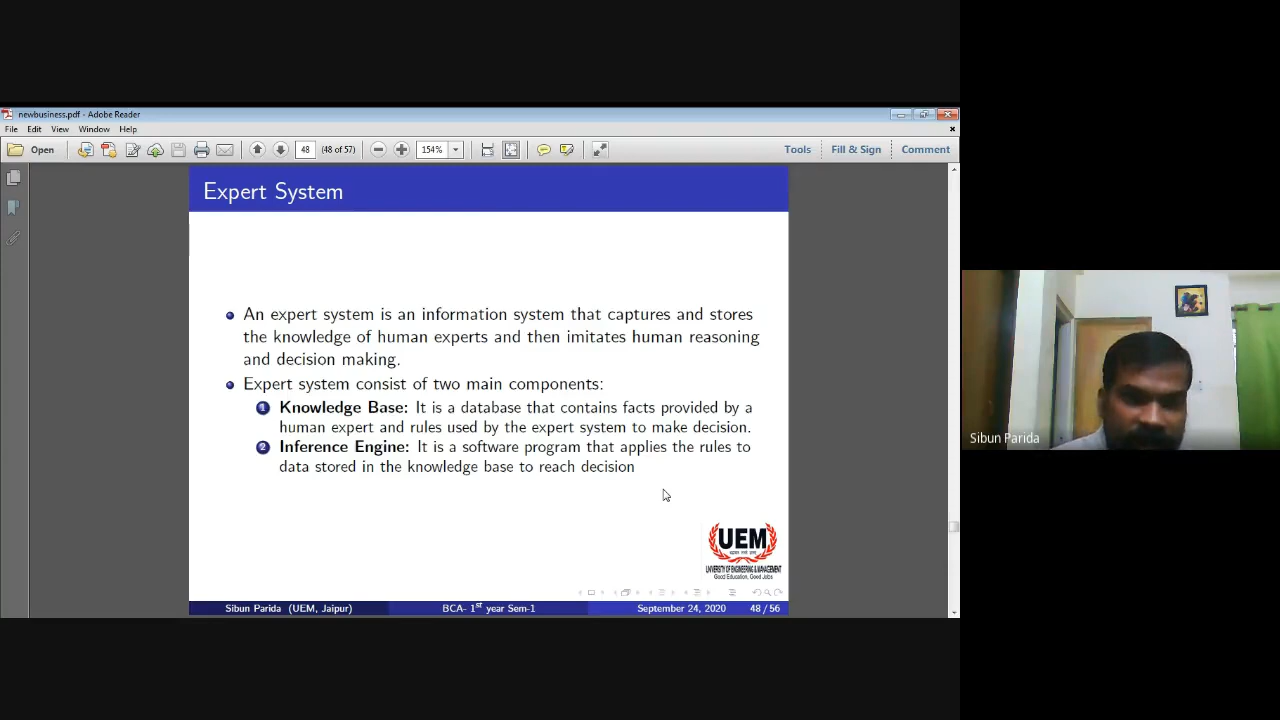 newbusiness.pdf - Adobe Reader
File Edit View Window Help
Open 48 (48 of 57) 154% Tools Fill & Sign Comment
Expert System
An expert system is an information system that captures and stores
the knowledge of human experts and then imitates human reasoning
and decision making.
Expert system consist of two main components:
1 Knowledge Base: It is a database that contains facts provided by a
human expert and rules used by the expert system to make decision.
2 Inference Engine: It is a software program that applies the rules to
data stored in the knowledge base to reach decision
UEM
UNIVERSITY OF ENGINEERING & MANAGEMENT
Good Education, Good Jobs
Sibun Parida (UEM, Jaipur) BCA- 1st year Sem-1 September 24, 2020 48 / 56
Sibun Parida